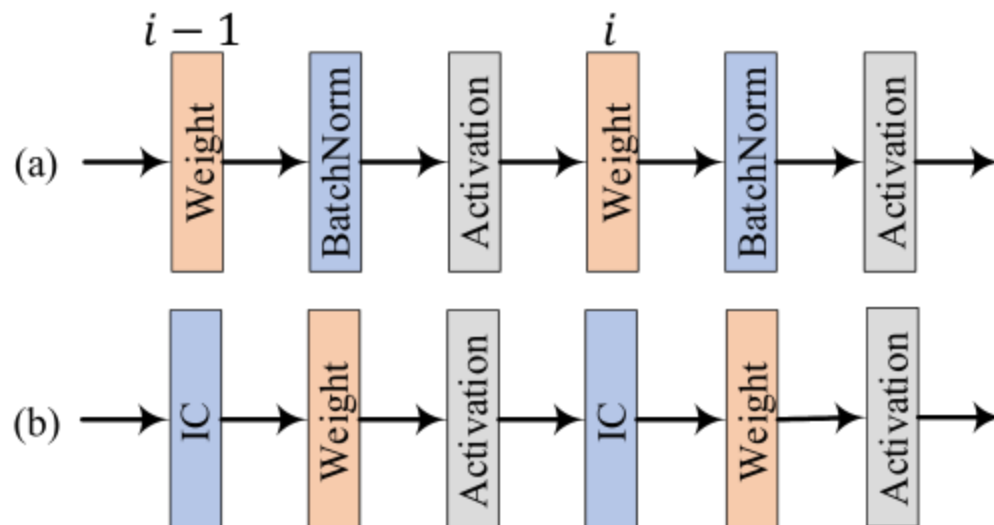 i − 1 i
(a) Weight BatchNorm Activation Weight BatchNorm Activation
(b) IC Weight Activation IC Weight Activation